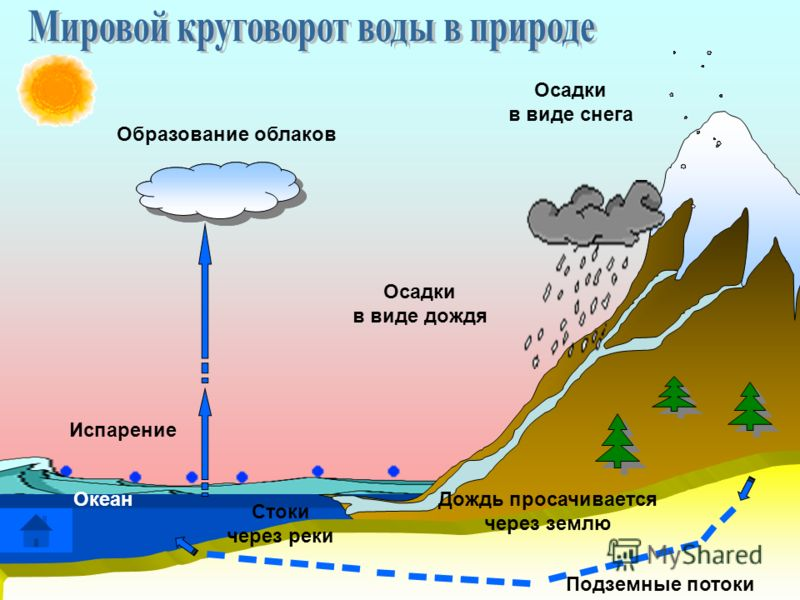 Мировой круговорот воды в природе
Осадки
в виде снега
Образование облаков
Осадки
в виде дождя
Испарение
Океан
Стоки
через реки
Дождь просачивается
через землю
MyShared
Подземные потоки